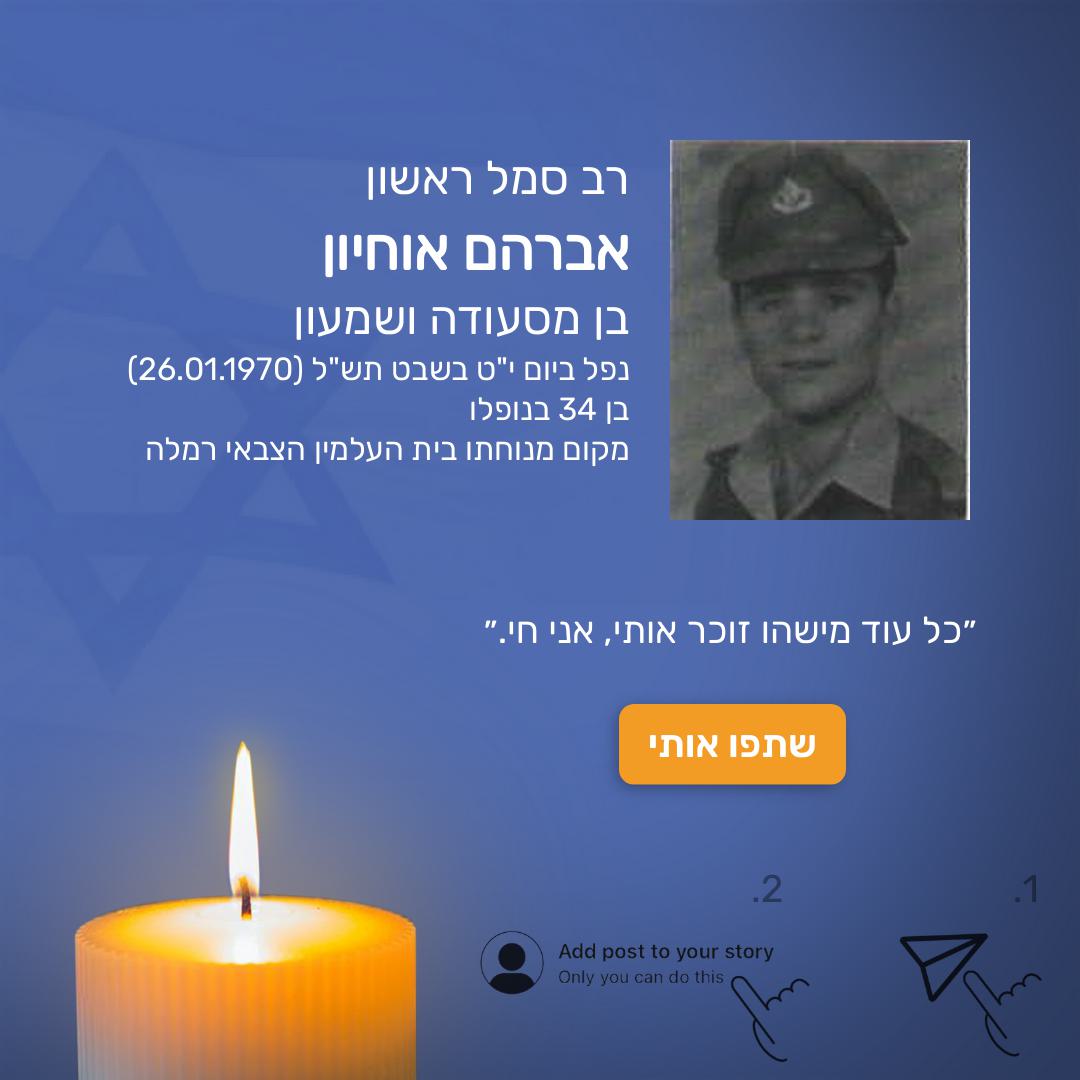 רב סמל ראשון
אברהם אוחיון
בן מסעודה ושמעון
נפל ביום י"ט בשבט תש"ל (26.01.1970)
בן 34 בנופלו
מקום מנוחתו בית העלמין הצבאי רמלה
״כל עוד מישהו זוכר אותי, אני חי.״
שתפו אותי
1.
2.
Add post to your story
Only you can do this